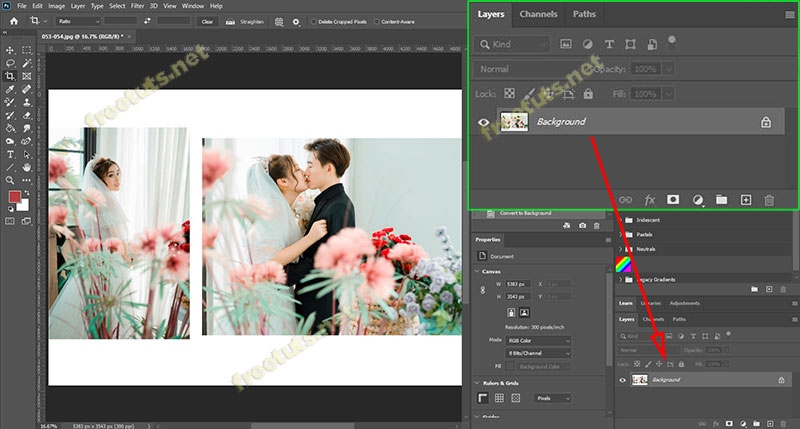 Ps File Edit Image Layer Type Select Filter 3D View Window Help
Ratio Clear Straighten Delete Cropped Pixels Content-Aware
053-054.jpg @ 16.7% (RGB/8) * ×
freetuts.net
freetuts.net
16.67% 5383 px x 3543 px (300 ppi)
Layers Channels Paths
Kind
Normal Opacity: 100%
Lock: Fill: 100%
freetuts.net
Background
Convert to Background
Properties
Document
Canvas
W 5383 px X 0 px
H 3543 px Y 0 px
Resolution: 300 pixels/inch
Mode RGB Color
8 Bits/Channel
Fill Background Color
Rulers & Grids
Pixels
Guides
Iridescent
Pastels
Neutrals
Legacy Gradients
Learn Libraries Adjustments
Layers Channels Paths
Kind
Normal Opacity: 100%
Lock: Fill: 100%
Background